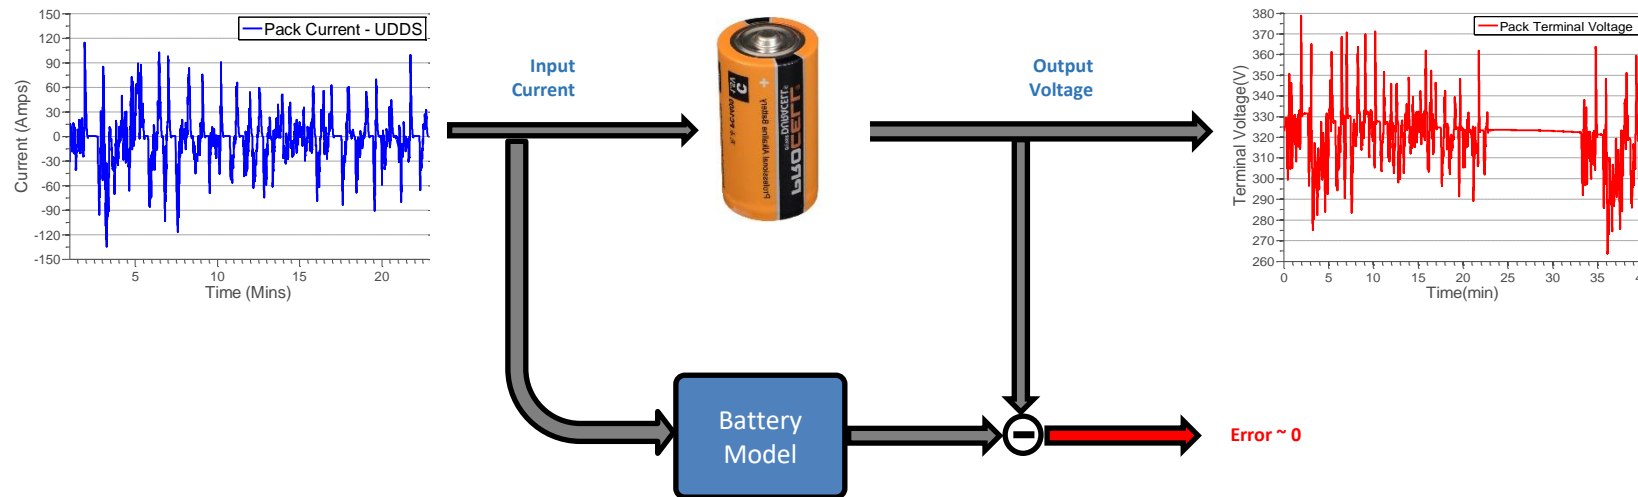 150
120
90
60
30
0
-30
-60
-90
-120
-150
Current (Amps)
Pack Current - UDDS
5 10 15 20
Time (Mins)
Input
Current
PROCELL
DURACELL
Professional Alkaline Battery
C
+
Output
Voltage
380
370
360
350
340
330
320
310
300
290
280
270
260
Terminal Voltage(V)
Pack Terminal Voltage
0 5 10 15 20 25 30 35
Time(min)
Battery
Model
Error ~ 0